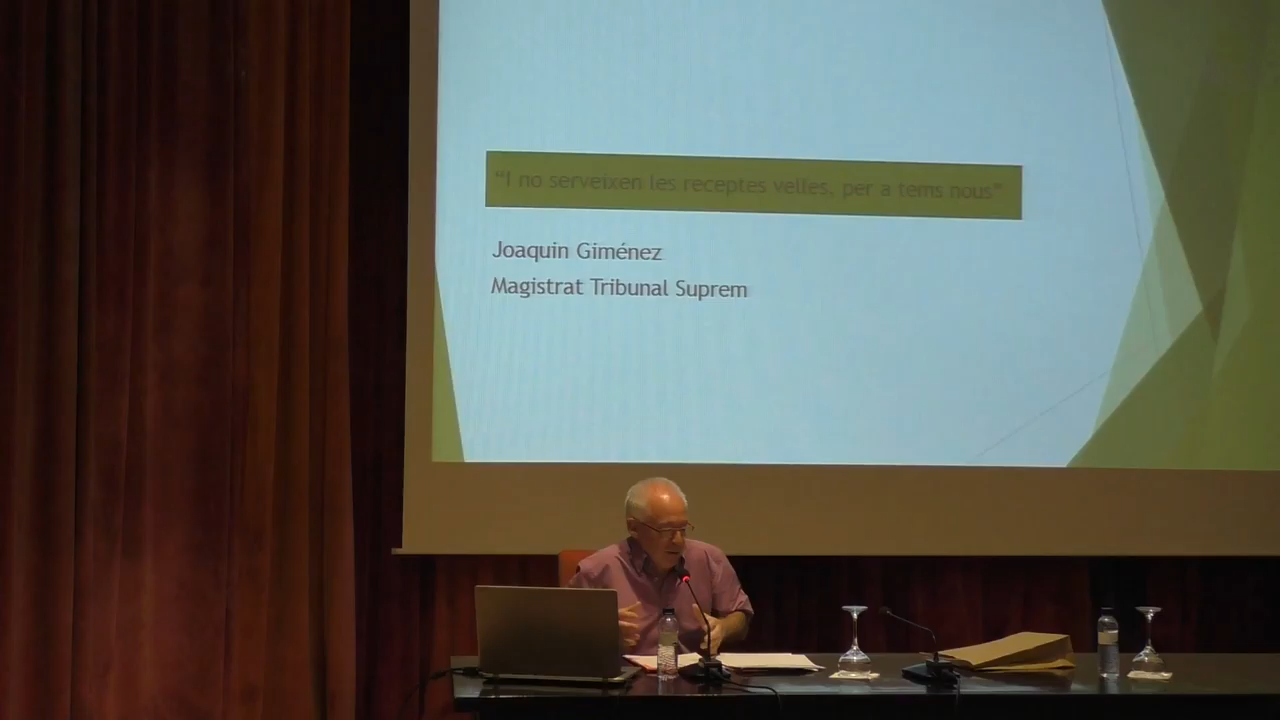 “I no serveixen les receptes velles, per a tems nous”
Joaquin Giménez
Magistrat Tribunal Suprem